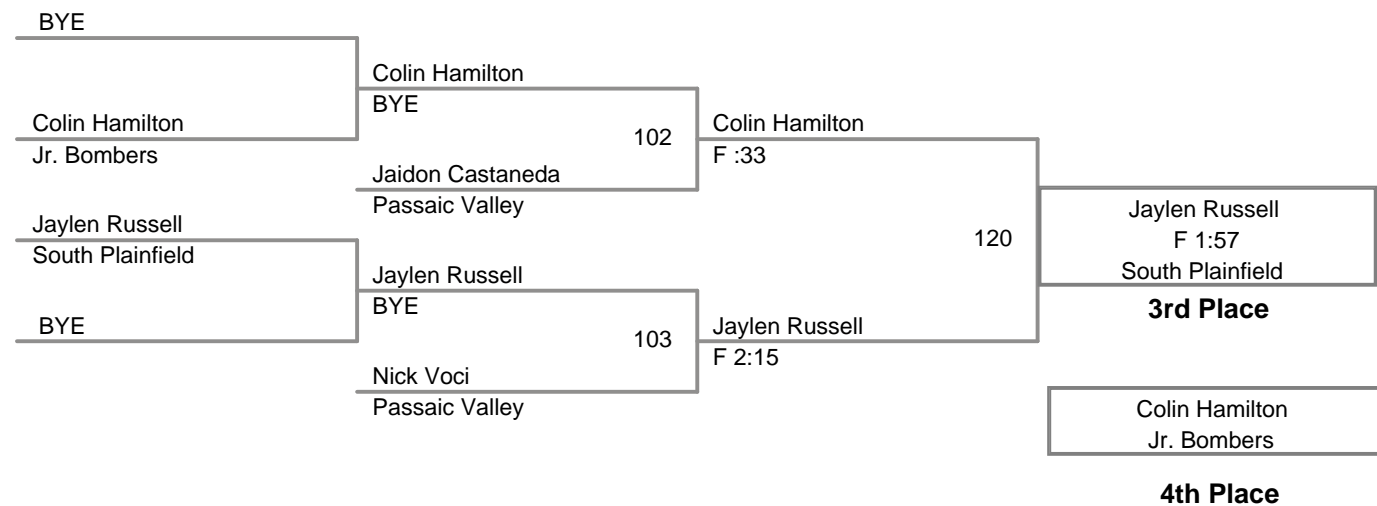 BYE
Colin Hamilton
BYE
Colin Hamilton
Jr. Bombers
102
Colin Hamilton
F :33
Jaidon Castaneda
Passaic Valley
Jaylen Russell
South Plainfield
120
Jaylen Russell
F 1:57
South Plainfield
3rd Place
Jaylen Russell
BYE
BYE
103
Jaylen Russell
F 2:15
Nick Voci
Passaic Valley
Colin Hamilton
Jr. Bombers
4th Place